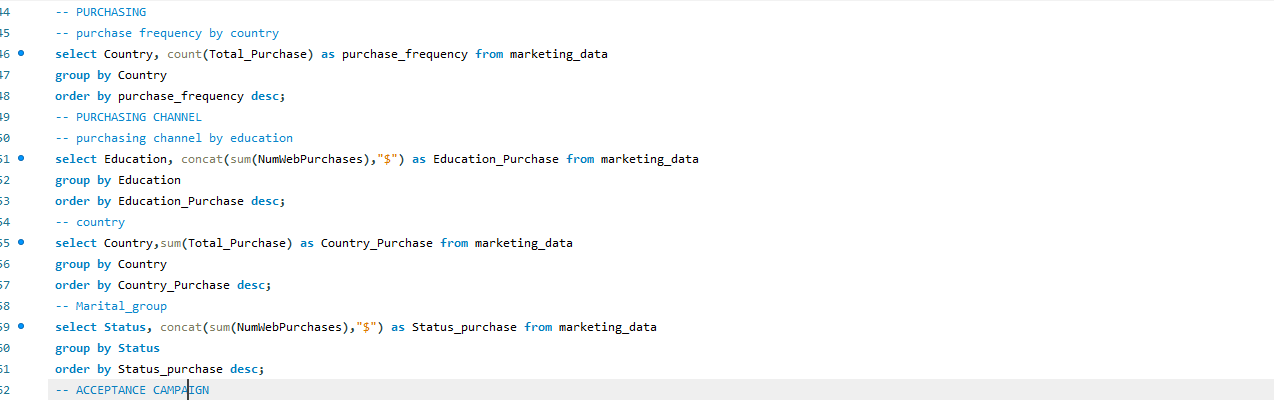 44 -- PURCHASING
45 -- purchase frequency by country
46 select Country, count(Total_Purchase) as purchase_frequency from marketing_data
47 group by Country
48 order by purchase_frequency desc;
49 -- PURCHASING CHANNEL
50 -- purchasing channel by education
51 select Education, concat(sum(NumWebPurchases),"$") as Education_Purchase from marketing_data
52 group by Education
53 order by Education_Purchase desc;
54 -- country
55 select Country,sum(Total_Purchase) as Country_Purchase from marketing_data
56 group by Country
57 order by Country_Purchase desc;
58 -- Marital_group
59 select Status, concat(sum(NumWebPurchases),"$") as Status_purchase from marketing_data
60 group by Status
61 order by Status_purchase desc;
62 -- ACCEPTANCE CAMPAIGN